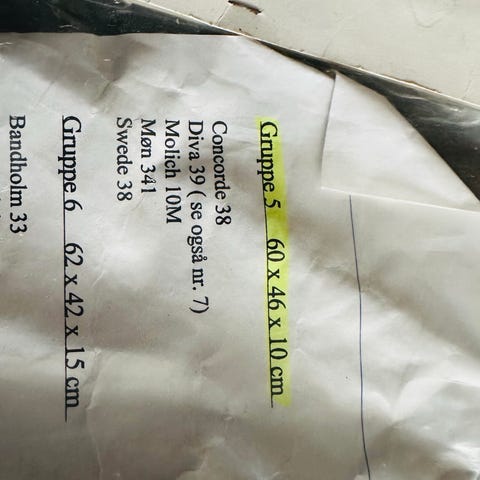 Gruppe 5 60 x 46 x 10 cm
Concorde 38
Diva 39 ( se også nr. 7)
Molich 10M
Møn 341
Swede 38
Gruppe 6 62 x 42 x 15 cm
Bandholm 33